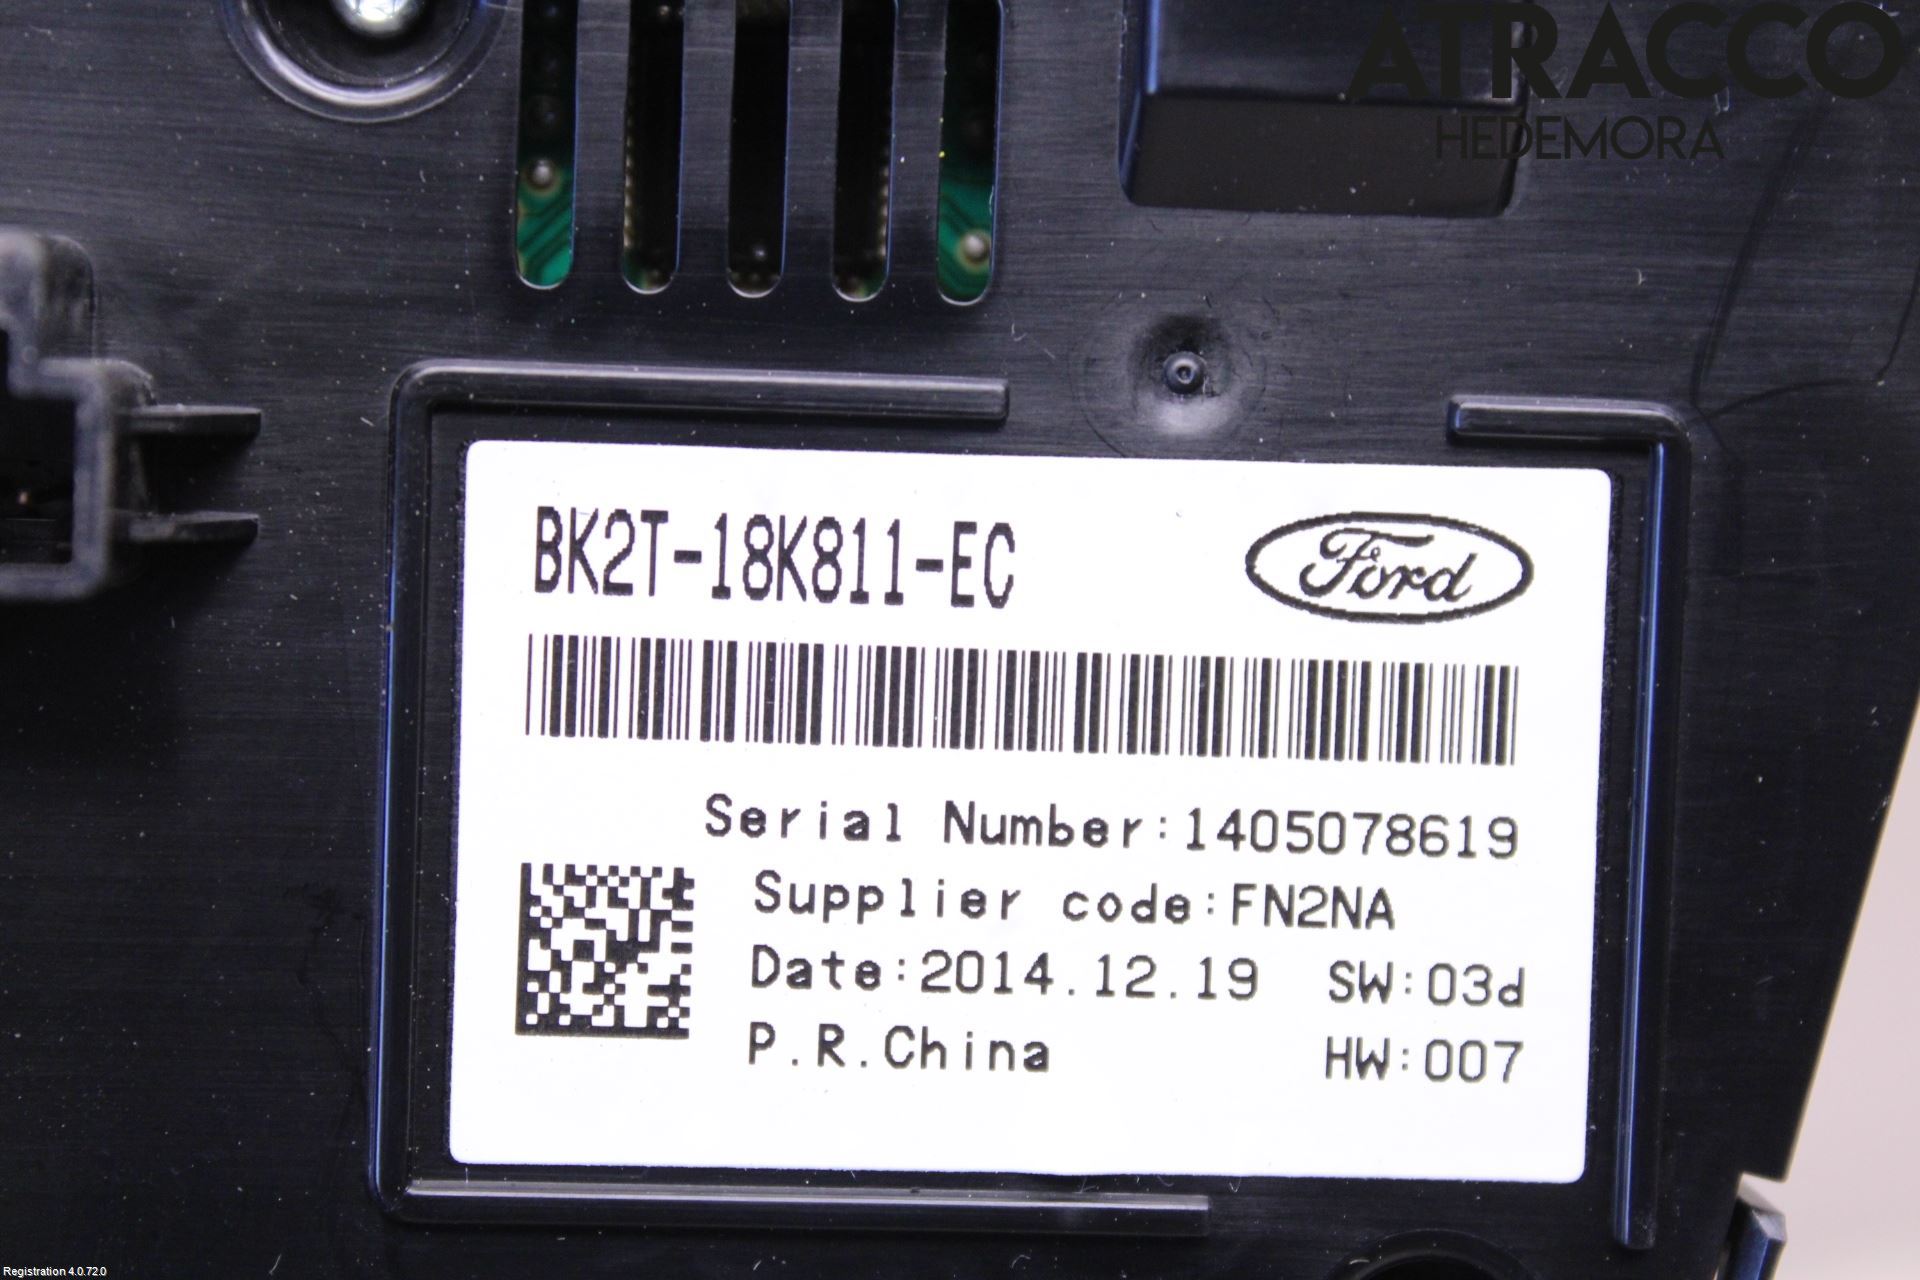 ATRACCO
HEDEMORA
BK2T-18K811-EC
Ford
Serial Number:1405078619
Supplier code:FN2NA
Date:2014.12.19 SW:03d
P.R.China HW:007
Registration 4.0.72.0